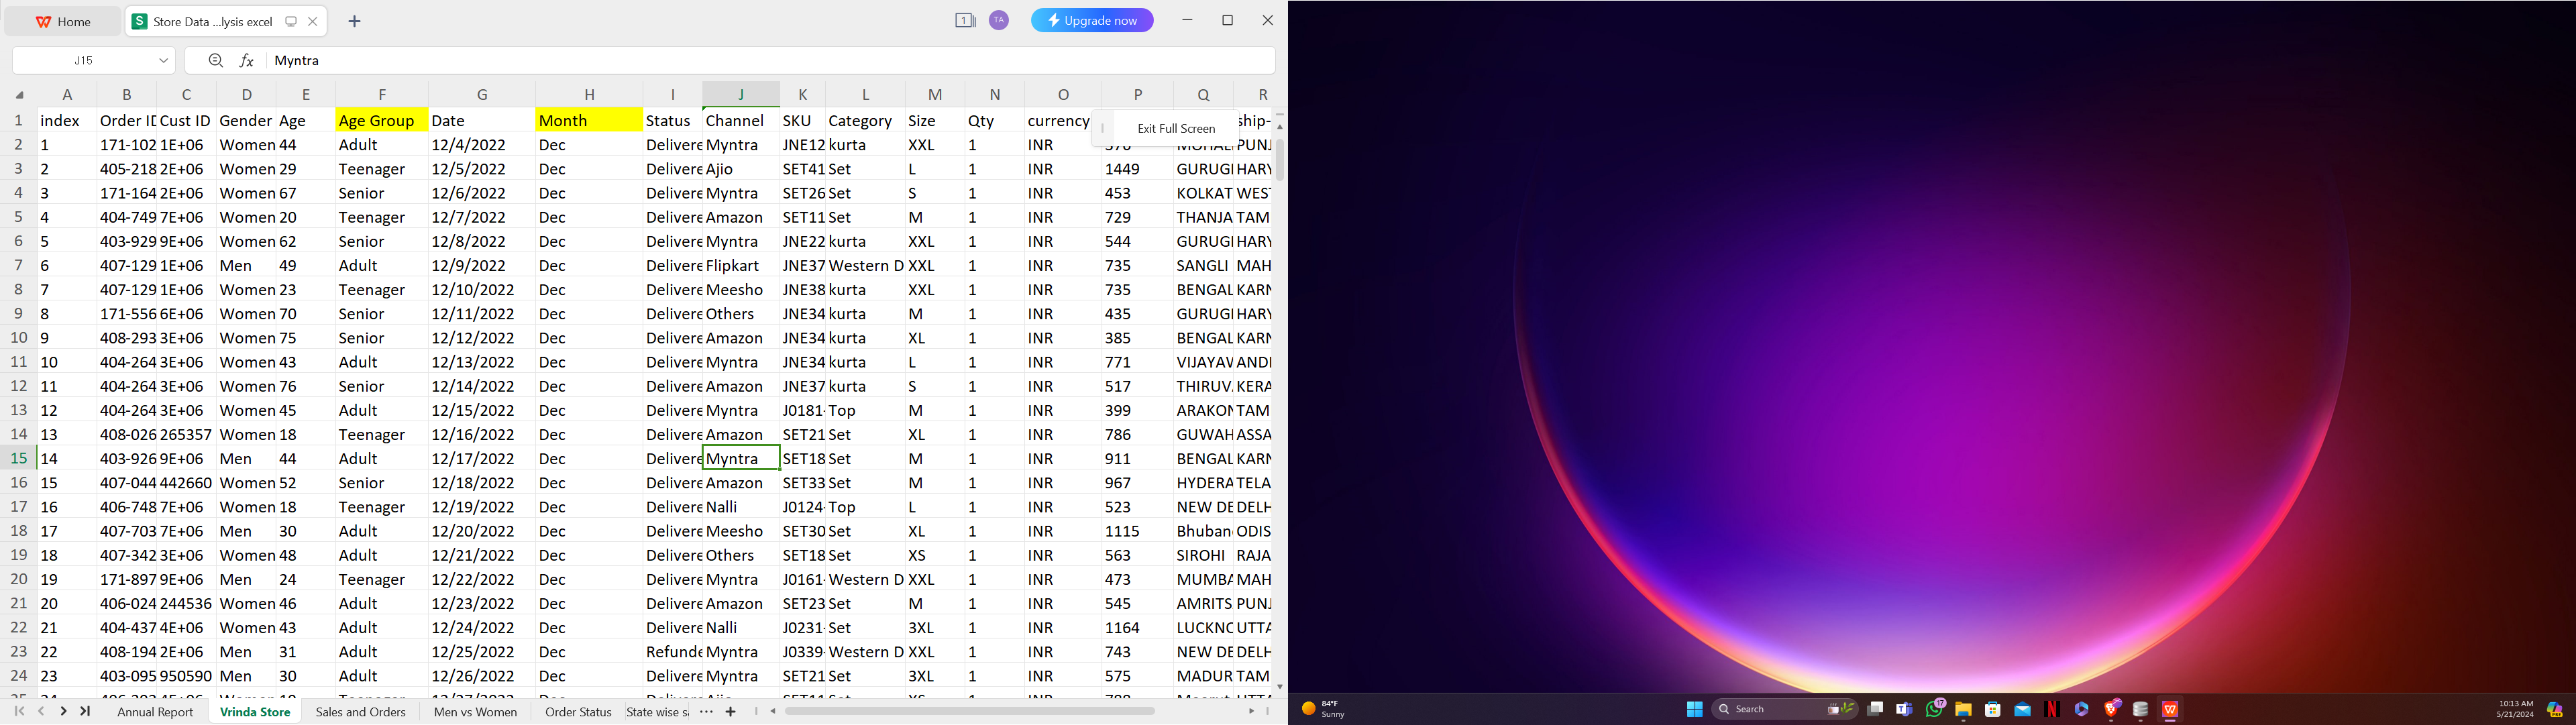 Home Store Data ...lysis excel 1 TA Upgrade now
J15 fx Myntra
A B C D E F G H I J K L M N O P Q R
1 index Order ID Cust ID Gender Age Age Group Date Month Status Channel SKU Category Size Qty currency ship-
Exit Full Screen
2 1 171-102 1E+06 Women 44 Adult 12/4/2022 Dec Delivere Myntra JNE12 kurta XXL 1 INR 376 MOHAL PUNJ
3 2 405-218 2E+06 Women 29 Teenager 12/5/2022 Dec Delivere Ajio SET41 Set L 1 INR 1449 GURUG HARY
4 3 171-164 2E+06 Women 67 Senior 12/6/2022 Dec Delivere Myntra SET26 Set S 1 INR 453 KOLKAT WEST
5 4 404-749 7E+06 Women 20 Teenager 12/7/2022 Dec Delivere Amazon SET11 Set M 1 INR 729 THANJA TAM
6 5 403-929 9E+06 Women 62 Senior 12/8/2022 Dec Delivere Myntra JNE22 kurta XXL 1 INR 544 GURUG HARY
7 6 407-129 1E+06 Men 49 Adult 12/9/2022 Dec Delivere Flipkart JNE37 Western D XXL 1 INR 735 SANGLI MAH
8 7 407-129 1E+06 Women 23 Teenager 12/10/2022 Dec Delivere Meesho JNE38 kurta XXL 1 INR 735 BENGAL KARN
9 8 171-556 6E+06 Women 70 Senior 12/11/2022 Dec Delivere Others JNE34 kurta M 1 INR 435 GURUG HARY
10 9 408-293 3E+06 Women 75 Senior 12/12/2022 Dec Delivere Amazon JNE34 kurta XL 1 INR 385 BENGAL KARN
11 10 404-264 3E+06 Women 43 Adult 12/13/2022 Dec Delivere Myntra JNE34 kurta L 1 INR 771 VIJAYAV ANDI
12 11 404-264 3E+06 Women 76 Senior 12/14/2022 Dec Delivere Amazon JNE37 kurta S 1 INR 517 THIRUV KERA
13 12 404-264 3E+06 Women 45 Adult 12/15/2022 Dec Delivere Myntra J0181- Top M 1 INR 399 ARAKON TAM
14 13 408-026 265357 Women 18 Teenager 12/16/2022 Dec Delivere Amazon SET21 Set XL 1 INR 786 GUWAH ASSA
15 14 403-926 9E+06 Men 44 Adult 12/17/2022 Dec Delivere Myntra SET18 Set M 1 INR 911 BENGAL KARN
16 15 407-044 442660 Women 52 Senior 12/18/2022 Dec Delivere Amazon SET33 Set M 1 INR 967 HYDERA TELA
17 16 406-748 7E+06 Women 18 Teenager 12/19/2022 Dec Delivere Nalli J0124- Top L 1 INR 523 NEW DE DELH
18 17 407-703 7E+06 Men 30 Adult 12/20/2022 Dec Delivere Meesho SET30 Set XL 1 INR 1115 Bhuban ODIS
19 18 407-342 3E+06 Women 48 Adult 12/21/2022 Dec Delivere Others SET18 Set XS 1 INR 563 SIROHI RAJA
20 19 171-897 9E+06 Men 24 Teenager 12/22/2022 Dec Delivere Myntra J0161- Western D XXL 1 INR 473 MUMBA MAH
21 20 406-024 244536 Women 46 Adult 12/23/2022 Dec Delivere Amazon SET23 Set M 1 INR 545 AMRITS PUNJ
22 21 404-437 4E+06 Women 43 Adult 12/24/2022 Dec Delivere Nalli J0231- Set 3XL 1 INR 1164 LUCKNO UTTA
23 22 408-194 2E+06 Men 31 Adult 12/25/2022 Dec Refunde Myntra J0339- Western D XXL 1 INR 743 NEW DE DELH
24 23 403-095 950590 Men 30 Adult 12/26/2022 Dec Delivere Myntra SET21 Set 3XL 1 INR 575 MADUR TAM
Annual Report Vrinda Store Sales and Orders Men vs Women Order Status State wise sa ... +
84°F
Sunny
Search
17
10:13 AM
5/21/2024